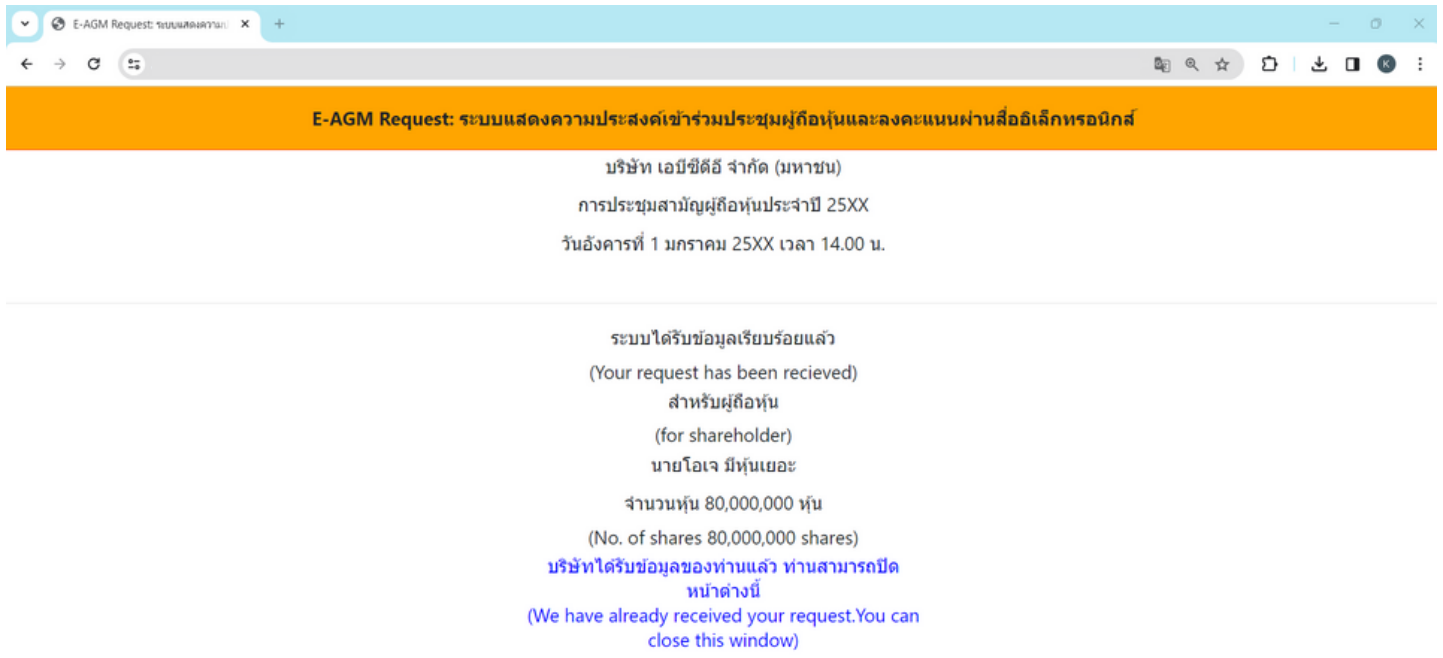 E-AGM Request: ระบบแสดงความป
E-AGM Request: ระบบแสดงความประสงค์เข้าร่วมประชุมผู้ถือหุ้นและลงคะแนนผ่านสื่ออิเล็กทรอนิกส์
บริษัท เอบีซีดีอี จำกัด (มหาชน)
การประชุมสามัญผู้ถือหุ้นประจำปี 25XX
วันอังคารที่ 1 มกราคม 25XX เวลา 14.00 น.
ระบบได้รับข้อมูลเรียบร้อยแล้ว
(Your request has been recieved)
สำหรับผู้ถือหุ้น
(for shareholder)
นายโอเจ มีหุ้นเยอะ
จำนวนหุ้น 80,000,000 หุ้น
(No. of shares 80,000,000 shares)
บริษัทได้รับข้อมูลของท่านแล้ว ท่านสามารถปิด
หน้าต่างนี้
(We have already received your request.You can
close this window)